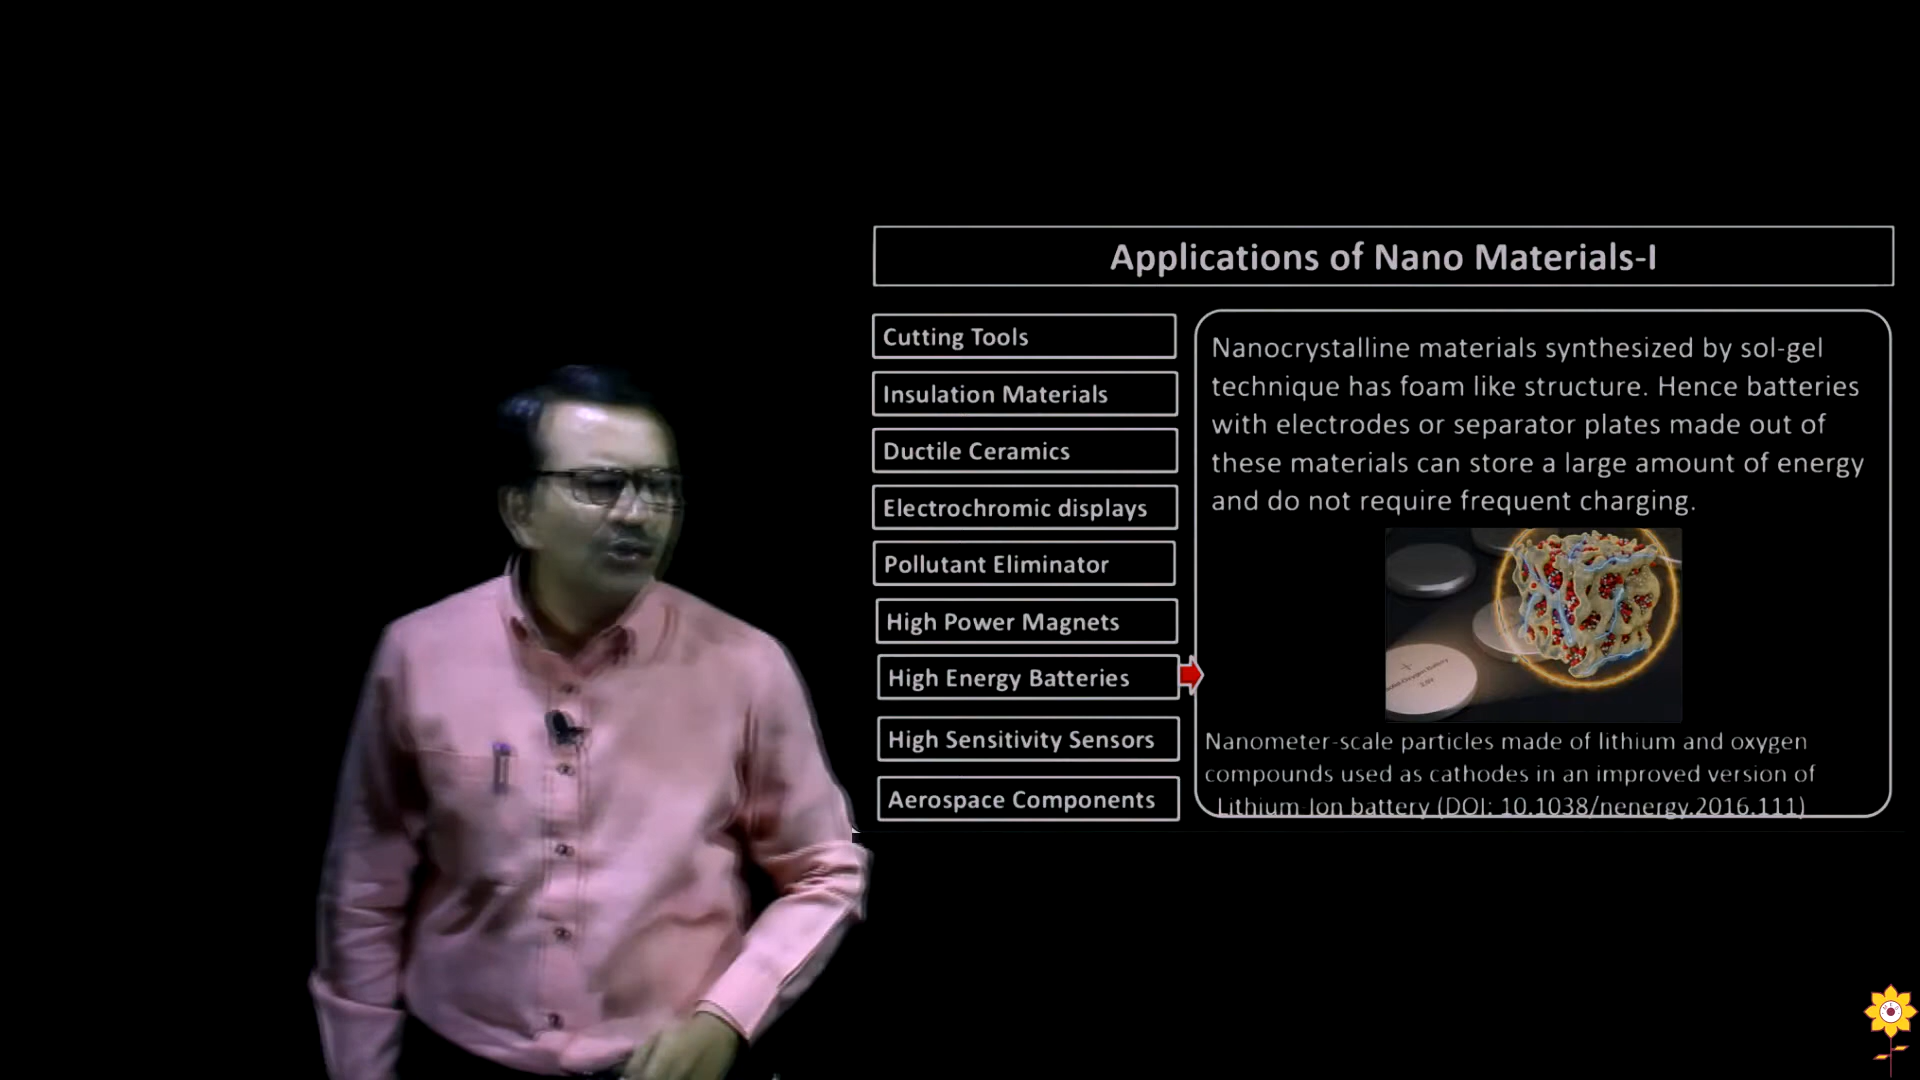 Applications of Nano Materials-I
Cutting Tools
Insulation Materials
Ductile Ceramics
Electrochromic displays
Pollutant Eliminator
High Power Magnets
High Energy Batteries
High Sensitivity Sensors
Aerospace Components
Nanocrystalline materials synthesized by sol-gel
technique has foam like structure. Hence batteries
with electrodes or separator plates made out of
these materials can store a large amount of energy
and do not require frequent charging.
Battery
Nanometer-scale particles made of lithium and oxygen
compounds used as cathodes in an improved version of
Lithium-Ion battery (DOI: 10.1038/nenergy.2016.111)